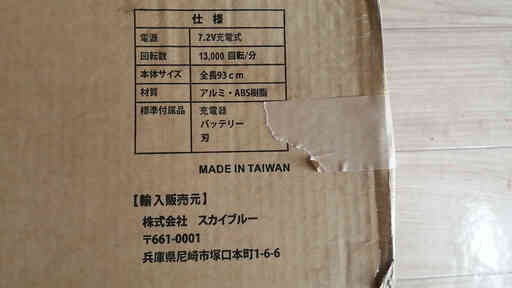 仕 様
電源 7.2V充電式
回転数 13,000 回転/分
本体サイズ 全長93cm
材質 アルミ・ABS樹脂
標準付属品 充電器
バッテリー
刃
MADE IN TAIWAN
【輸入販売元】
株式会社 スカイブルー
〒661-0001
兵庫県尼崎市塚口本町1-6-6